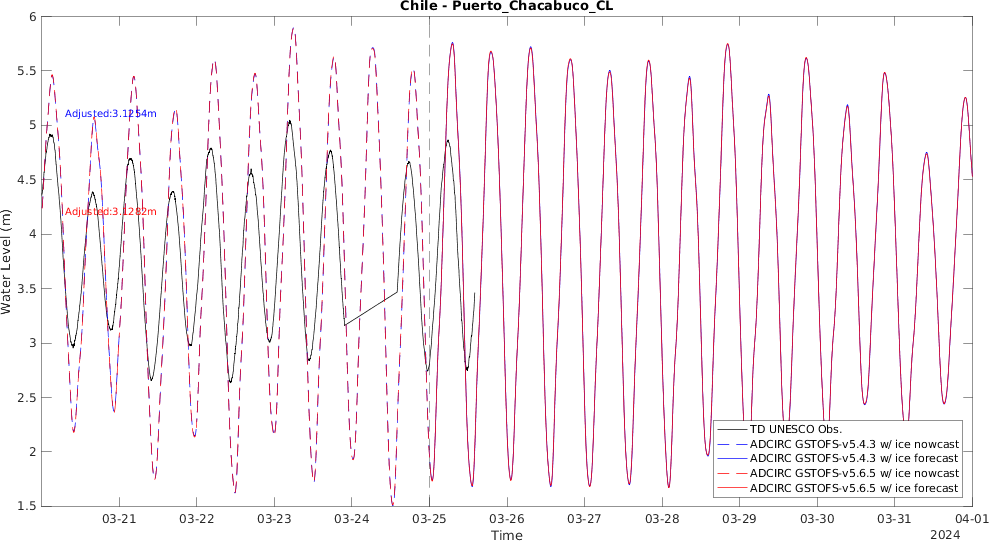 Chile - Puerto_Chacabuco_CL
6
5.5
5
4.5
4
3.5
3
2.5
2
1.5
Water Level (m)
Adjusted:3.1254m
Adjusted:3.1282m
TD UNESCO Obs.
ADCIRC GSTOFS-v5.4.3 w/ ice nowcast
ADCIRC GSTOFS-v5.4.3 w/ ice forecast
ADCIRC GSTOFS-v5.6.5 w/ ice nowcast
ADCIRC GSTOFS-v5.6.5 w/ ice forecast
03-21 03-22 03-23 03-24 03-25 03-26 03-27 03-28 03-29 03-30 03-31 04-01
Time
2024